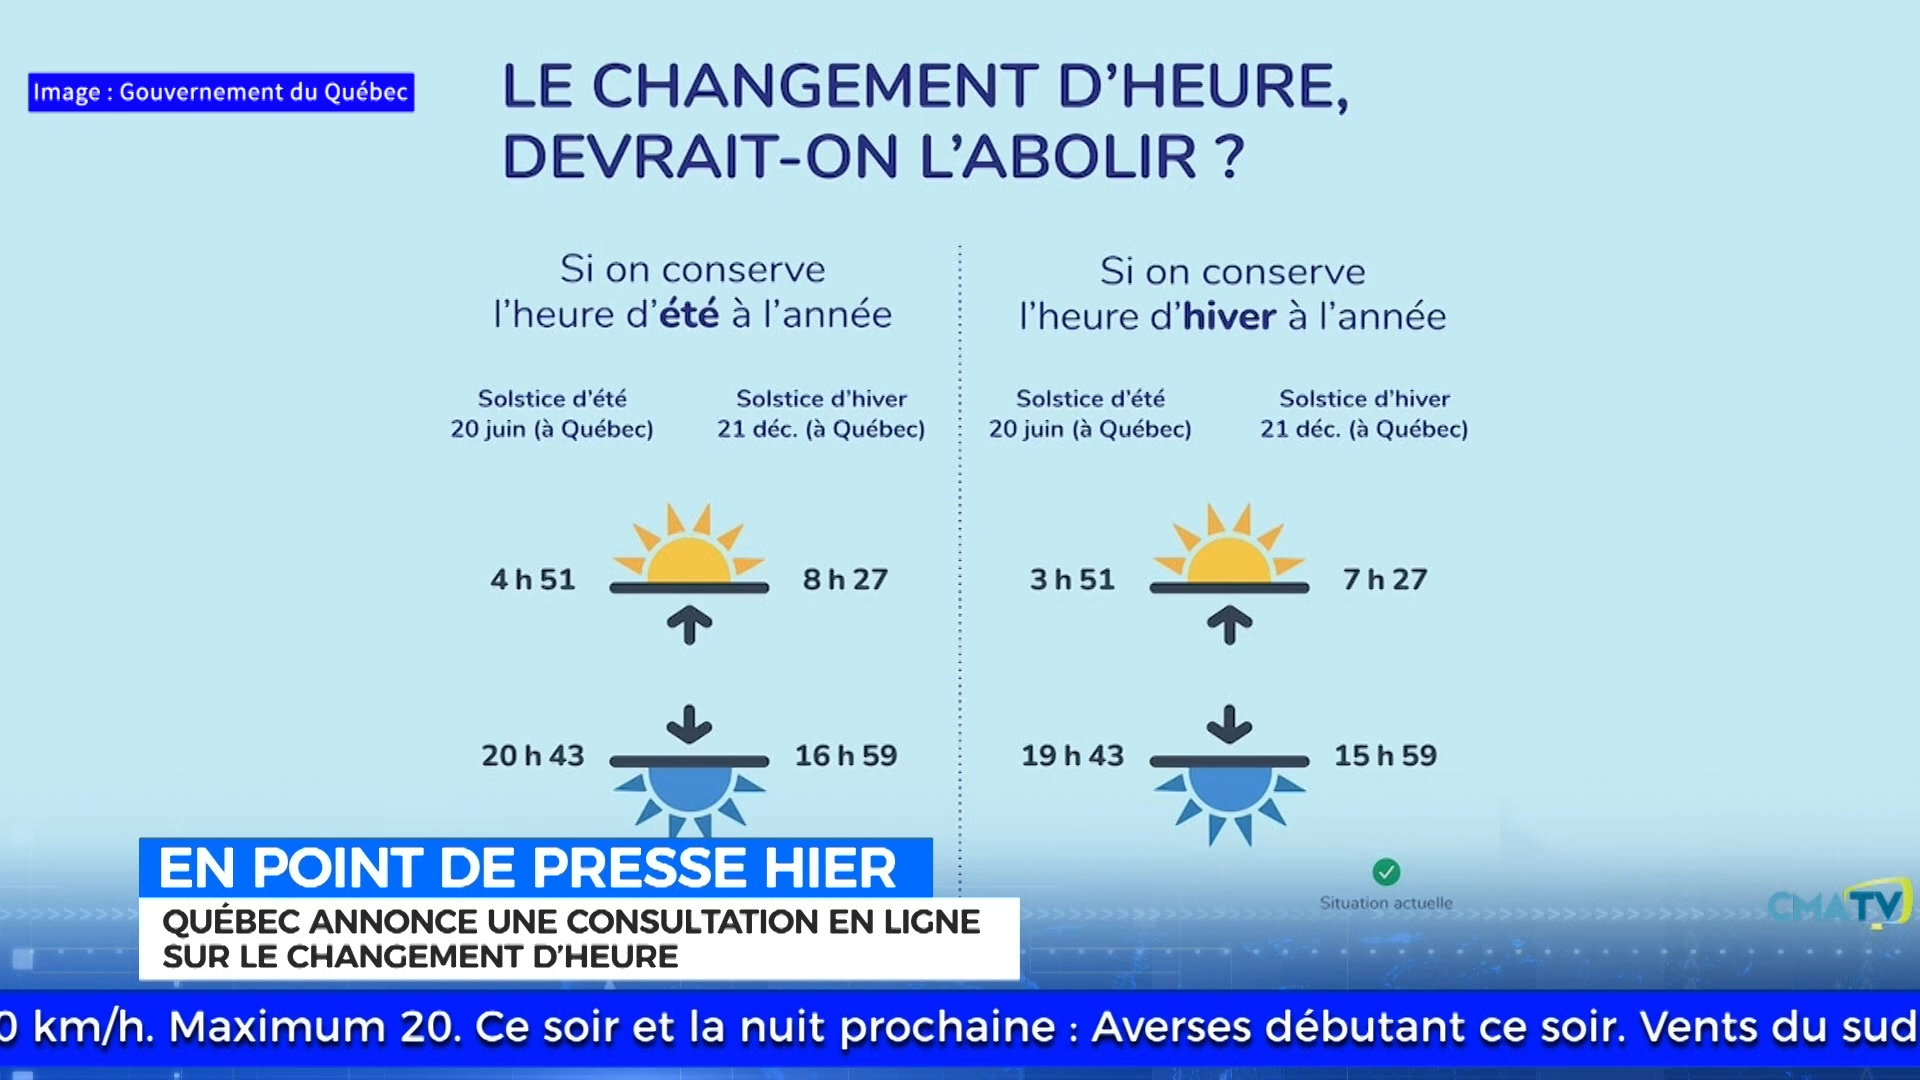 Image : Gouvernement du Québec
LE CHANGEMENT D’HEURE,
DEVRAIT-ON L’ABOLIR ?
Si on conserve
l’heure d’été à l’année
Solstice d’été
20 juin (à Québec)
Solstice d’hiver
21 déc. (à Québec)
4 h 51
8 h 27
20 h 43
16 h 59
Si on conserve
l’heure d’hiver à l’année
Solstice d’été
20 juin (à Québec)
Solstice d’hiver
21 déc. (à Québec)
3 h 51
7 h 27
19 h 43
15 h 59
Situation actuelle
CMATV
EN POINT DE PRESSE HIER
QUÉBEC ANNONCE UNE CONSULTATION EN LIGNE
SUR LE CHANGEMENT D’HEURE
0 km/h. Maximum 20. Ce soir et la nuit prochaine : Averses débutant ce soir. Vents du sud